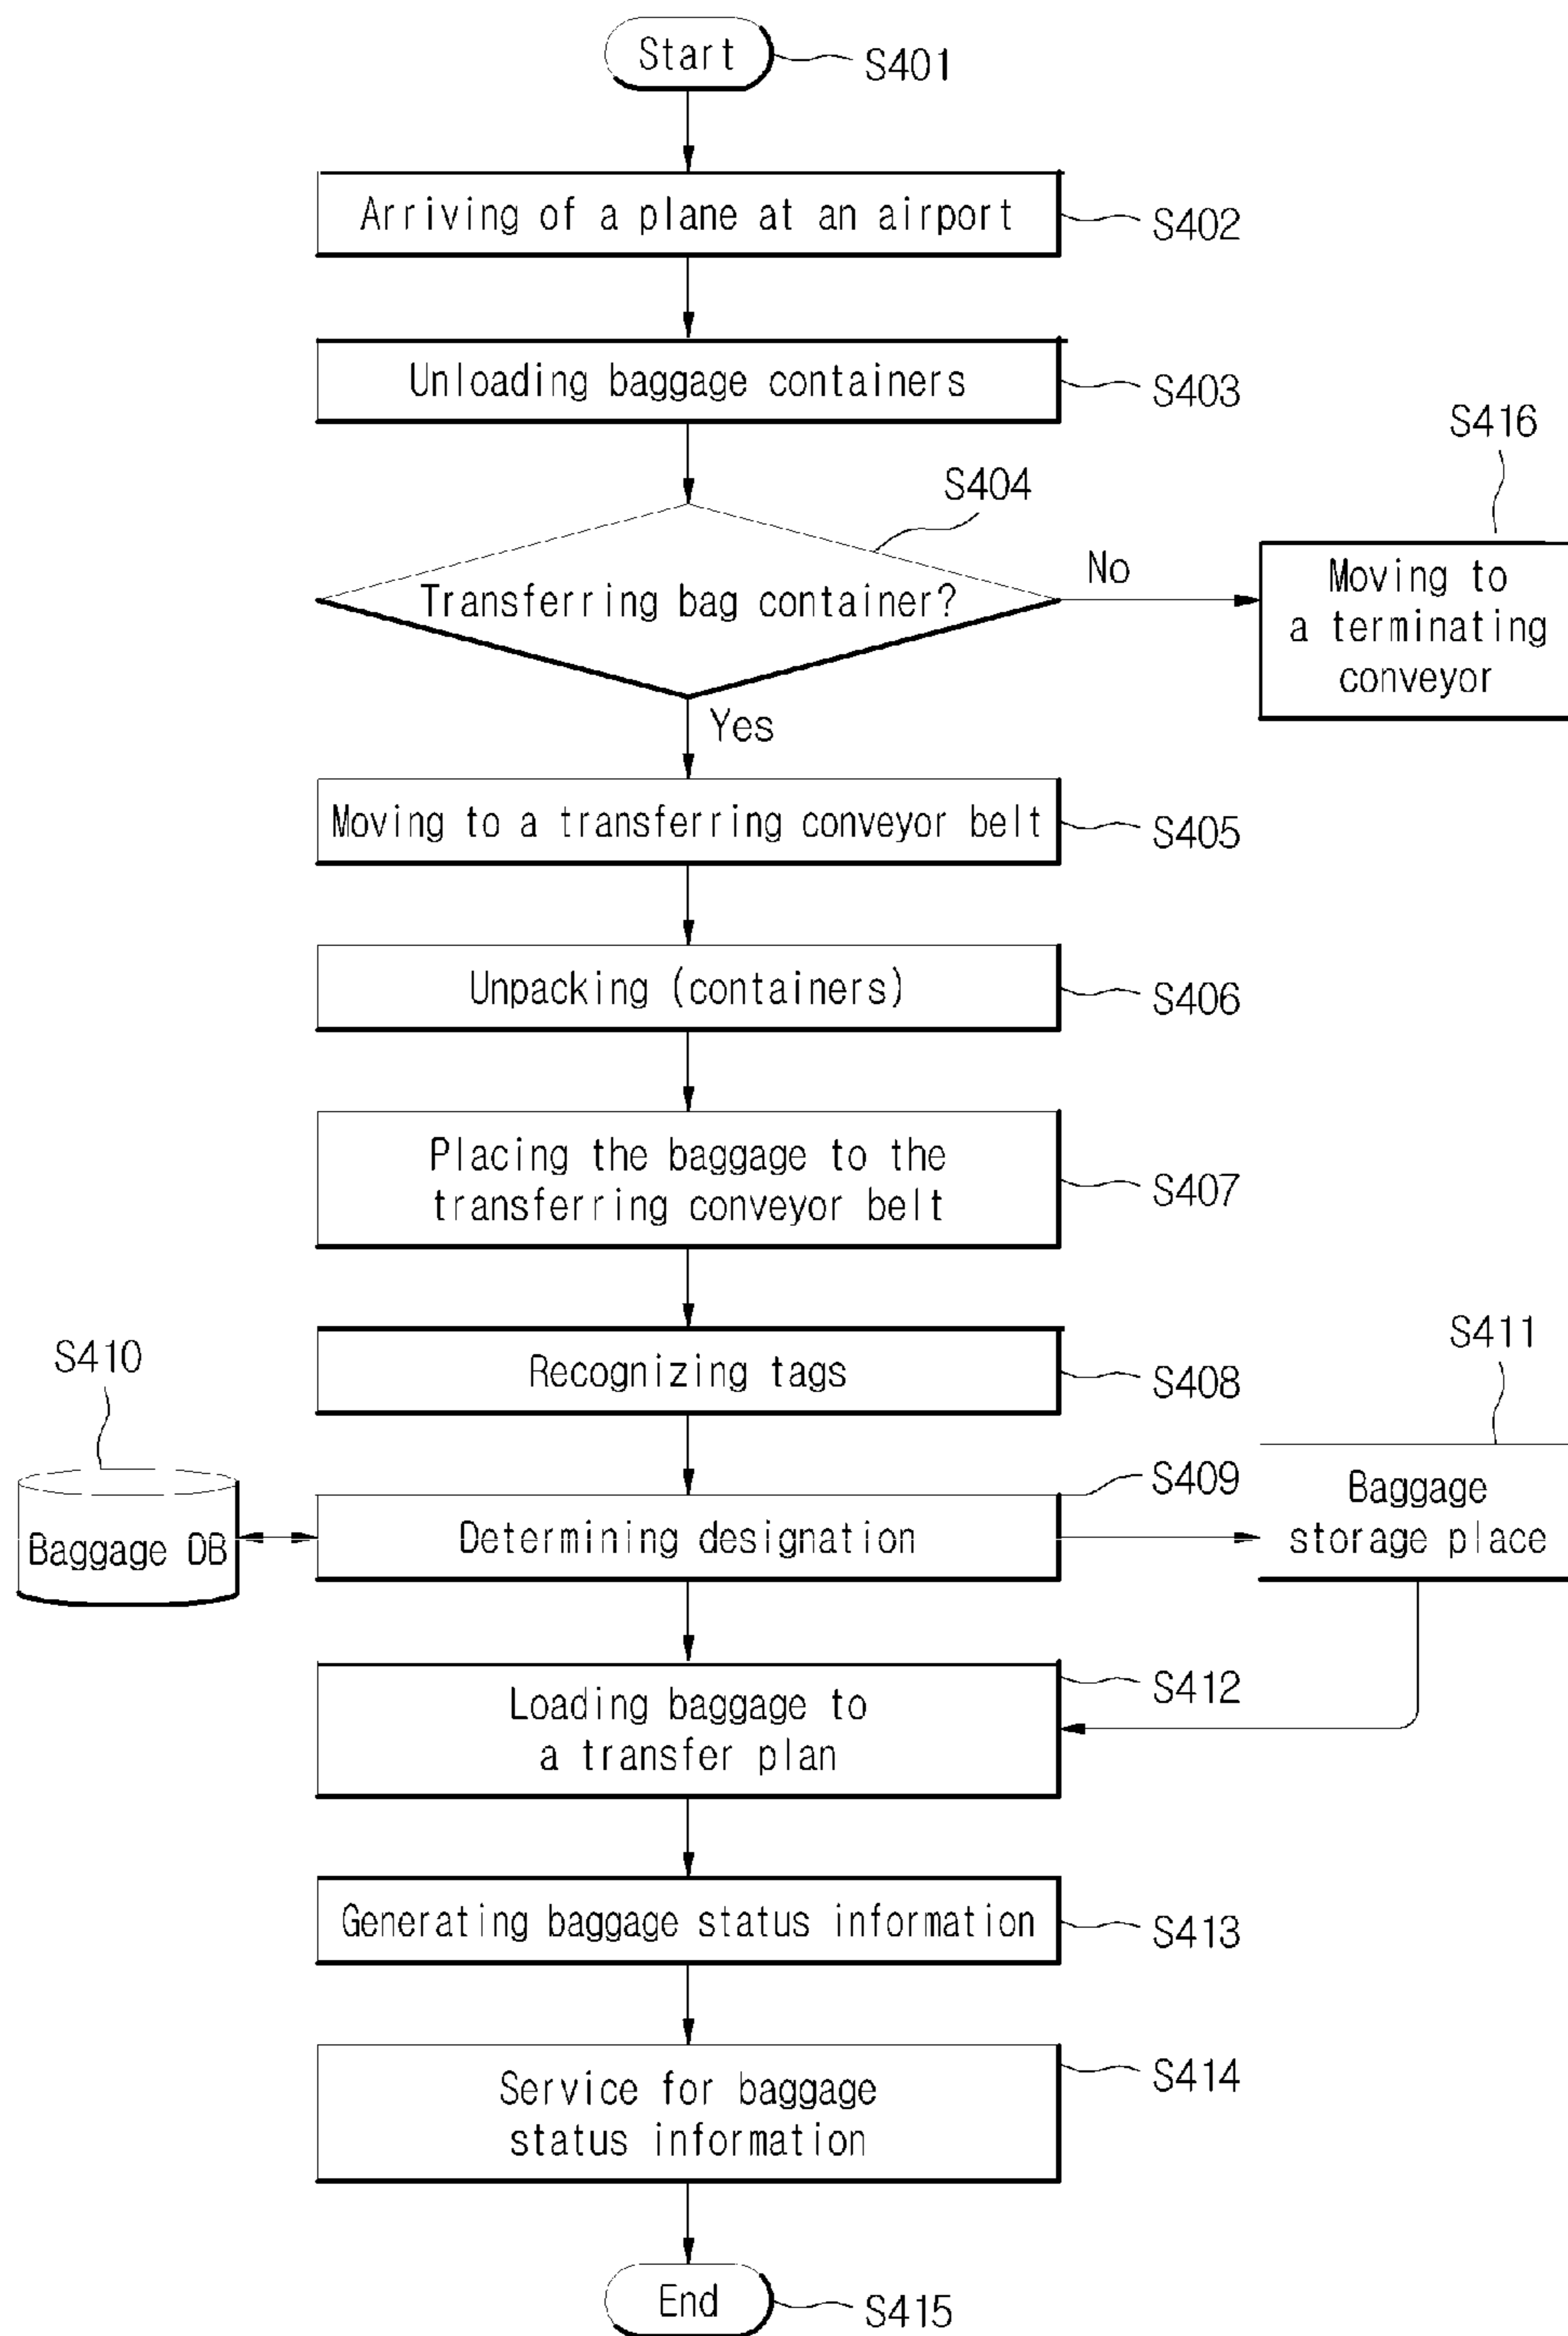 Start
S401
Arriving of a plane at an airport
S402
Unloading baggage containers
S403
S416
S404
Transferring bag container?
No
Moving to
a terminating
conveyor
Yes
Moving to a transferring conveyor belt
S405
Unpacking (containers)
S406
Placing the baggage to the
transferring conveyor belt
S407
S410
Recognizing tags
S408
S411
Baggage DB
Determining designation
S409
Baggage
storage place
Loading baggage to
a transfer plan
S412
Generating baggage status information
S413
Service for baggage
status information
S414
End
S415